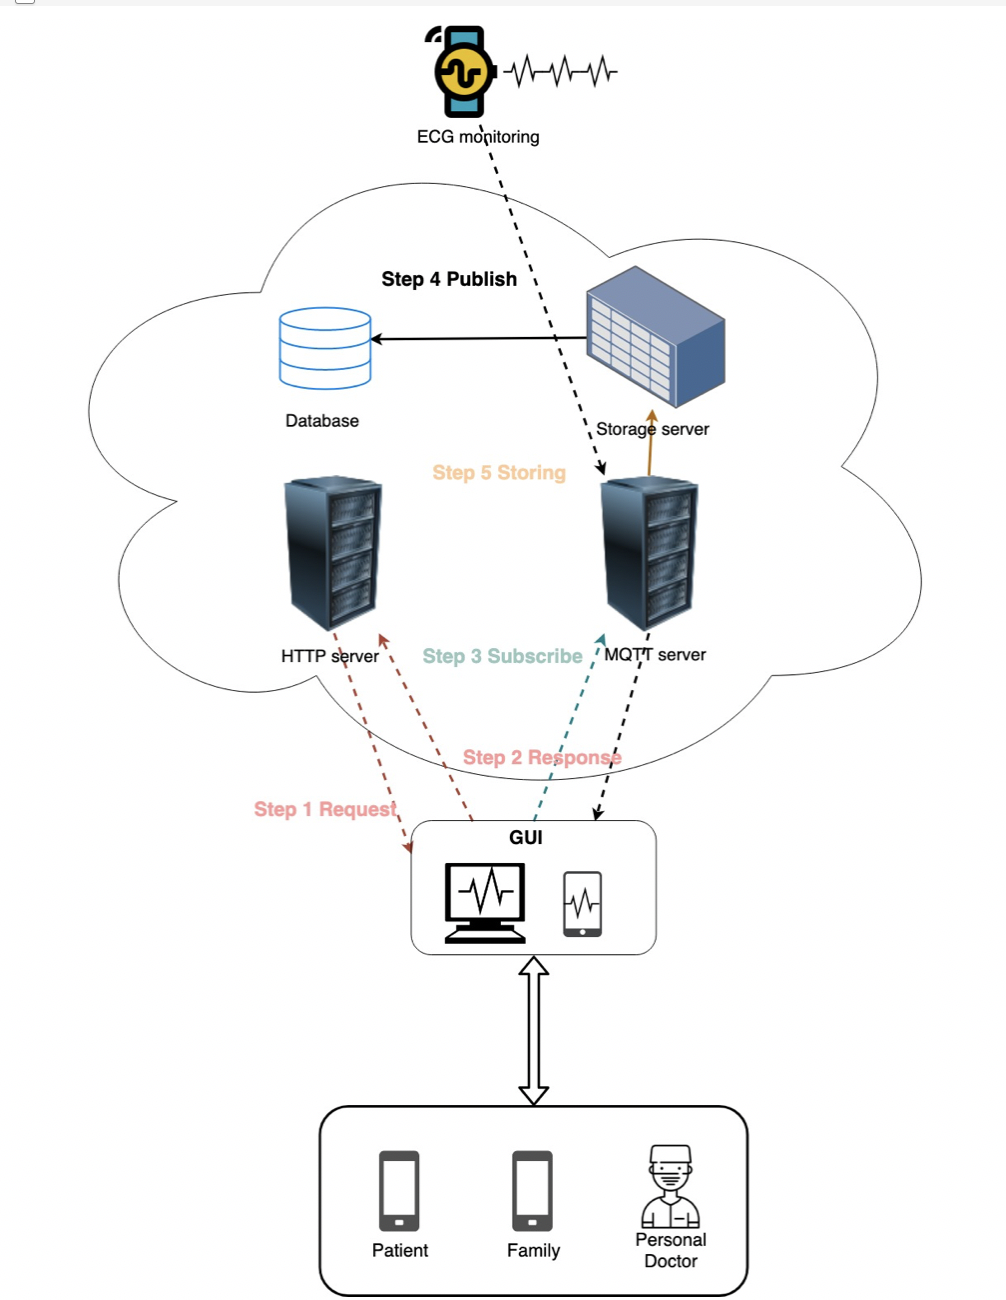 ECG monitoring
Step 4 Publish
Database
Storage server
Step 5 Storing
HTTP server
Step 3 Subscribe
MQTT server
Step 2 Response
Step 1 Request
GUI
Patient
Family
Personal
Doctor